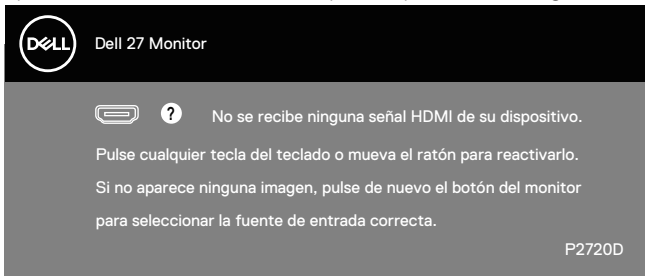 DELL
Dell 27 Monitor
? No se recibe ninguna señal HDMI de su dispositivo.
Pulse cualquier tecla del teclado o mueva el ratón para reactivarlo.
Si no aparece ninguna imagen, pulse de nuevo el botón del monitor
para seleccionar la fuente de entrada correcta.
P2720D